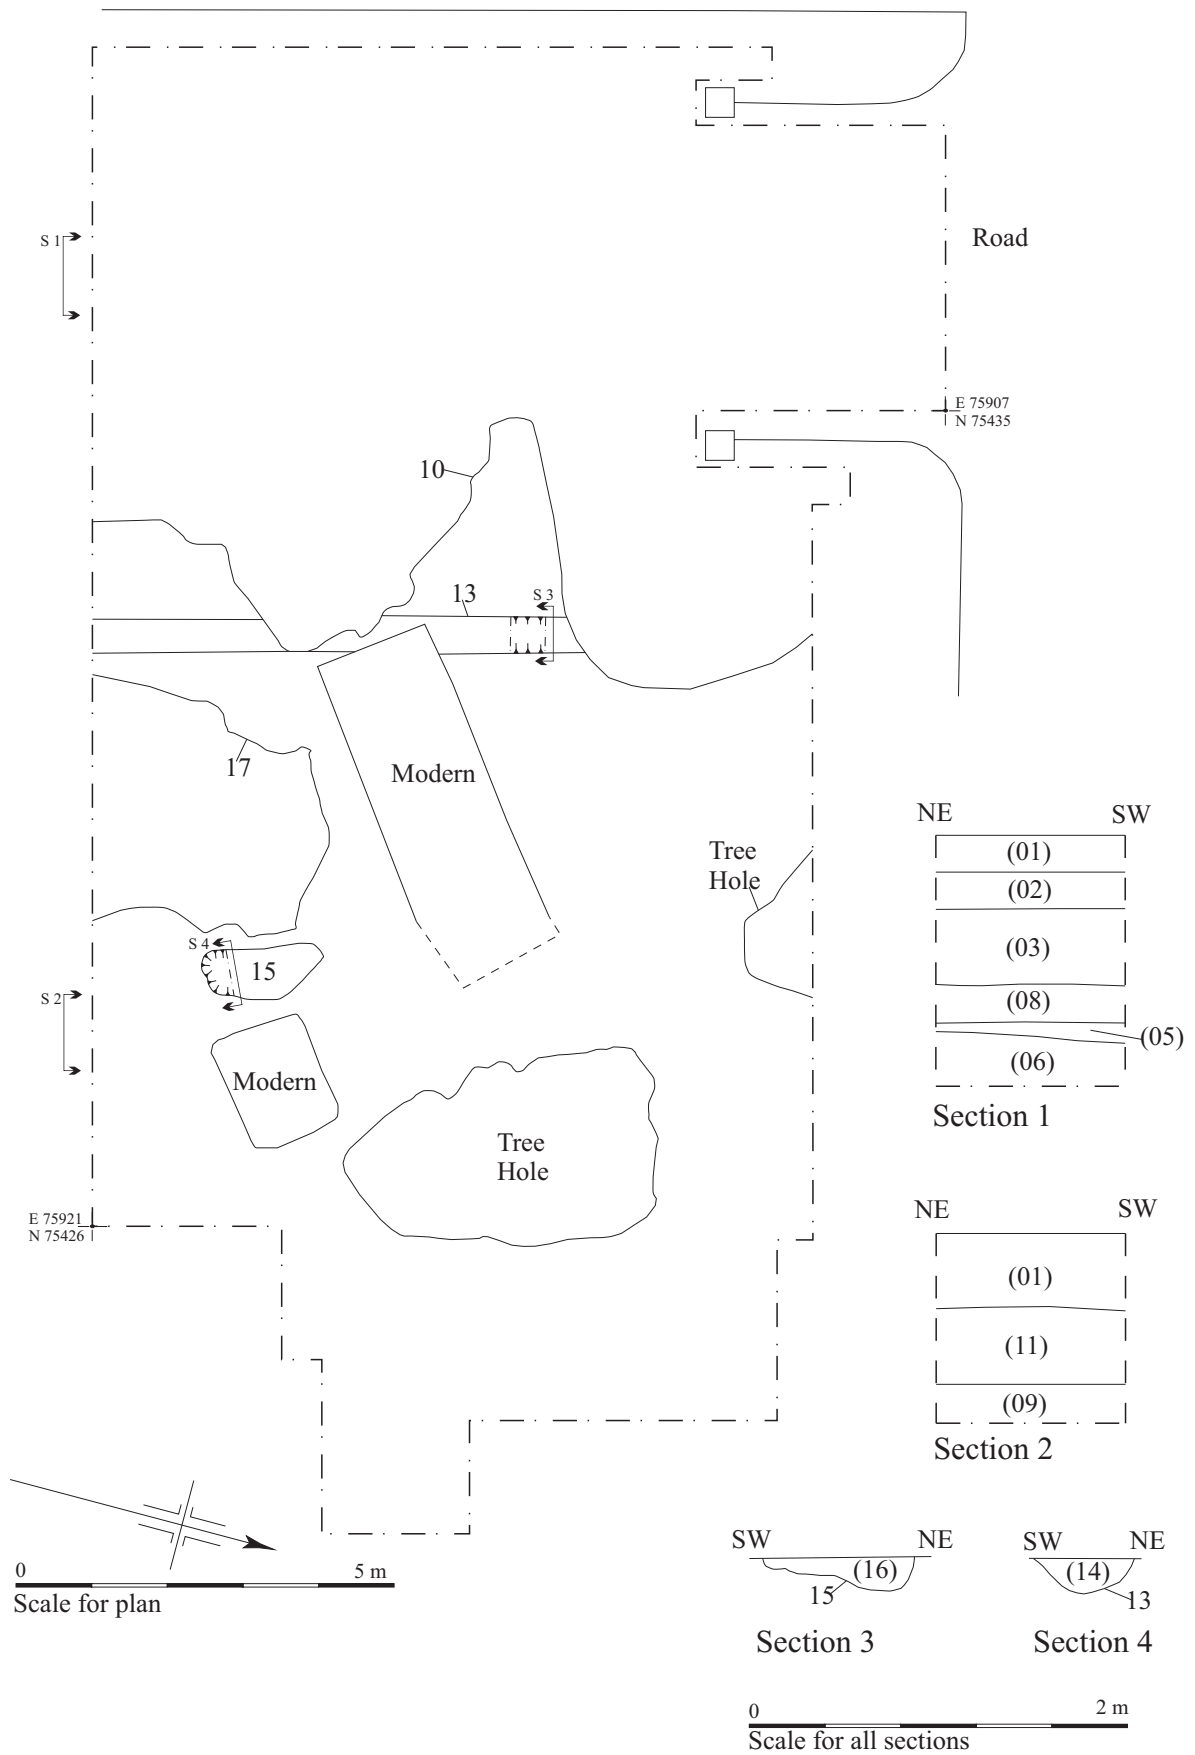 S 1
Road
E 75907
N 75435
10
13
S 3
17
Modern
Tree
Hole
S 4
15
S 2
Modern
Tree
Hole
E 75921
N 75426
0
5 m
Scale for plan
NE
SW
(01)
(02)
(03)
(08)
(05)
(06)
Section 1
NE
SW
(01)
(11)
(09)
Section 2
SW
NE
(16)
15
Section 3
SW
NE
(14)
13
Section 4
0
2 m
Scale for all sections